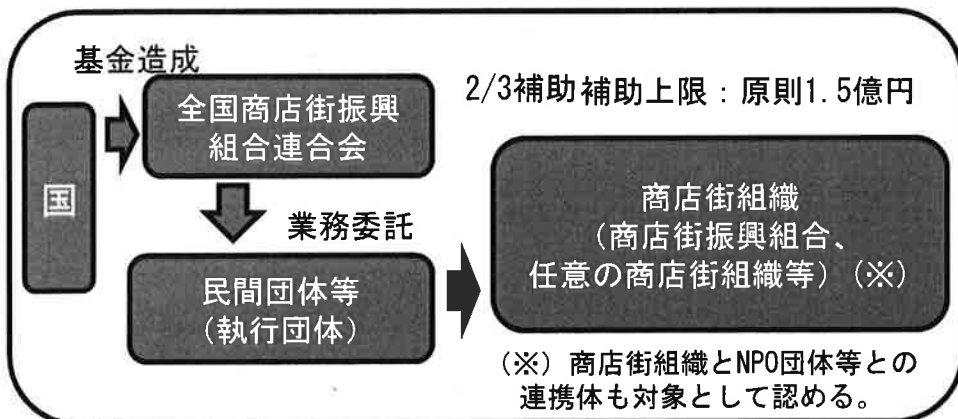 基金造成
国
全国商店街振興
組合連合会
業務委託
民間団体等
(執行団体)
2/3補助 補助上限：原則1.5億円
商店街組織
(商店街振興組合、
任意の商店街組織等)(※)
(※)商店街組織とNPO団体等との
連携体も対象として認める。